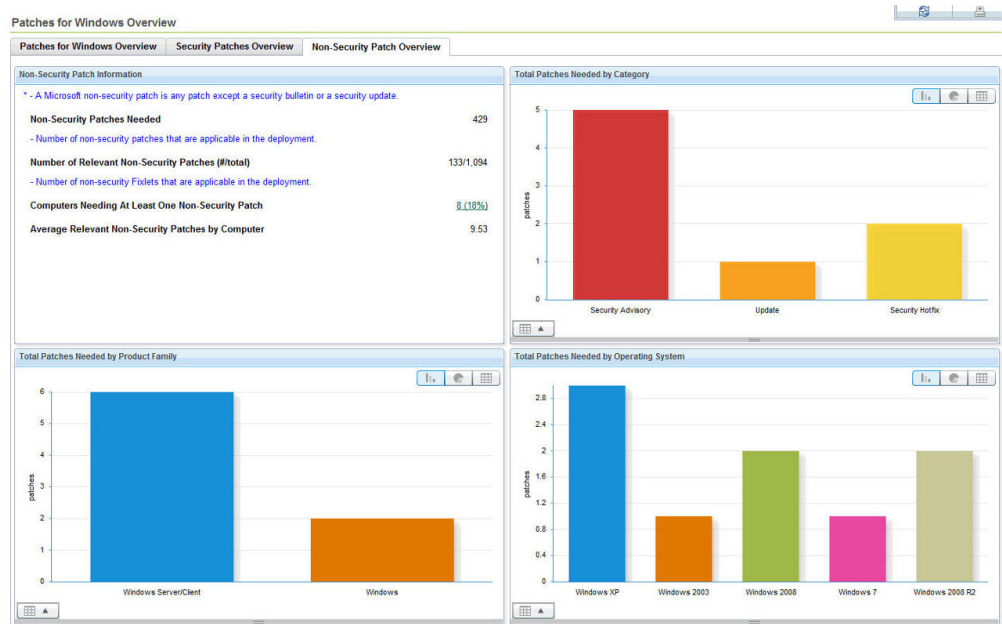 Patches for Windows Overview
Patches for Windows Overview Security Patches Overview Non-Security Patch Overview
Non-Security Patch Information
* - A Microsoft non-security patch is any patch except a security bulletin or a security update.
Non-Security Patches Needed 429
- Number of non-security patches that are applicable in the deployment.
Number of Relevant Non-Security Patches (#/total) 133/1,094
- Number of non-security Fixlets that are applicable in the deployment.
Computers Needing At Least One Non-Security Patch 8 (18%)
Average Relevant Non-Security Patches by Computer 9.53
Total Patches Needed by Category
5
4
3
2
1
0
patches
Security Advisory Update Security Hotfix
Total Patches Needed by Product Family
6
5
4
3
2
1
0
patches
Windows Server/Client Windows
Total Patches Needed by Operating System
2.8
2.4
2
1.6
1.2
0.8
0.4
0
patches
Windows XP Windows 2003 Windows 2008 Windows 7 Windows 2008 R2